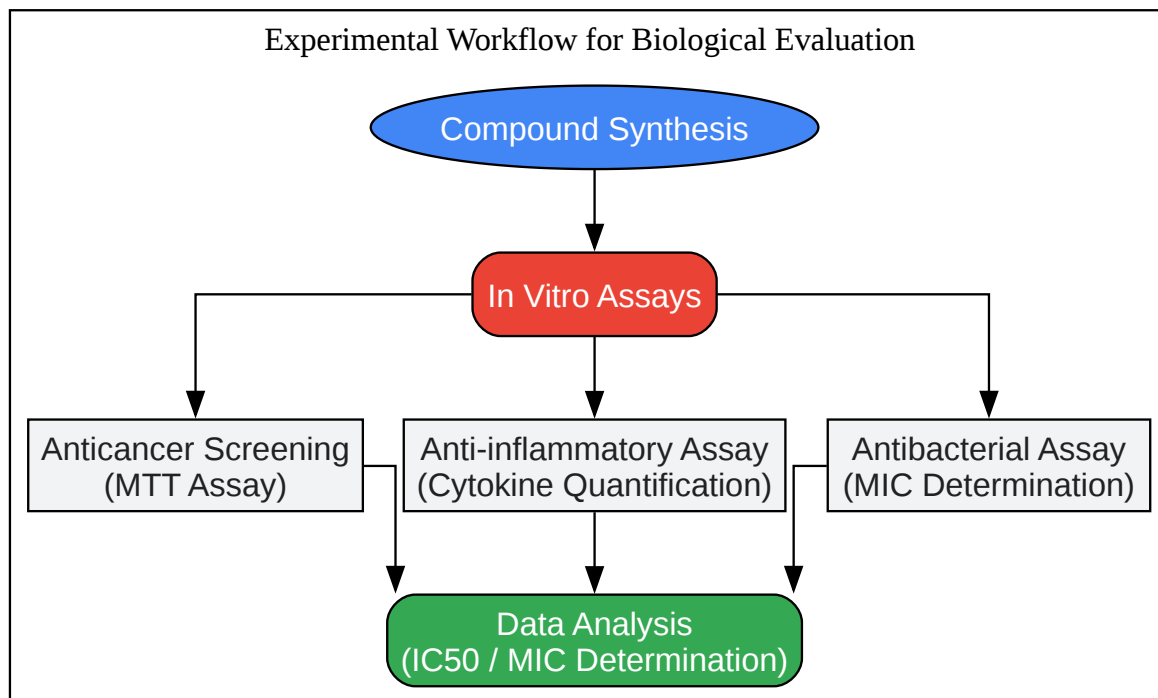 Experimental Workflow for Biological Evaluation
Compound Synthesis
In Vitro Assays
Anticancer Screening
(MTT Assay)
Anti-inflammatory Assay
(Cytokine Quantification)
Antibacterial Assay
(MIC Determination)
Data Analysis
(IC50 / MIC Determination)